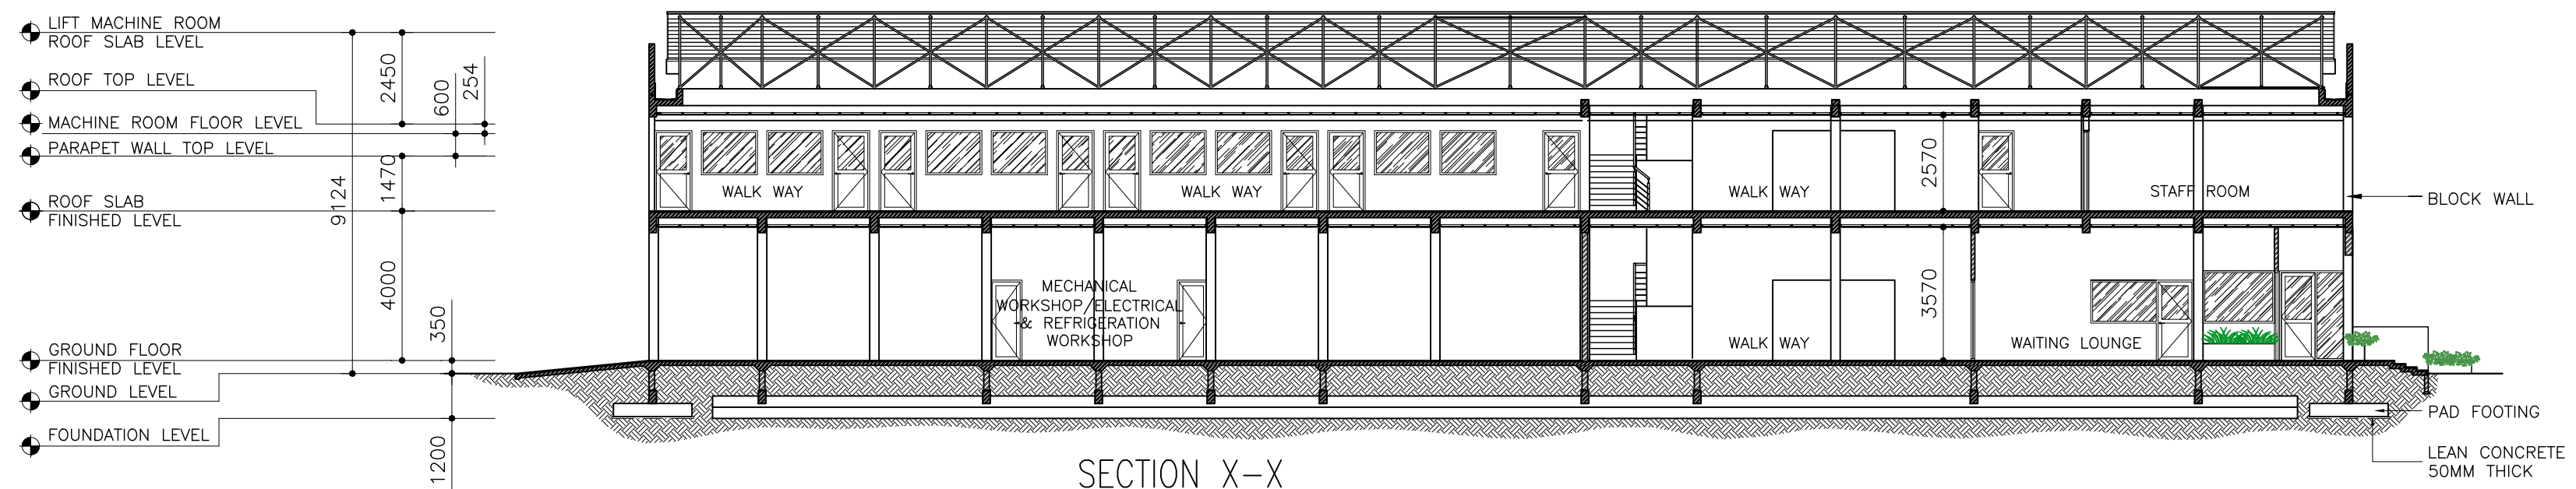 LIFT MACHINE ROOM
ROOF SLAB LEVEL
ROOF TOP LEVEL
MACHINE ROOM FLOOR LEVEL
PARAPET WALL TOP LEVEL
ROOF SLAB
FINISHED LEVEL
GROUND FLOOR
FINISHED LEVEL
GROUND LEVEL
FOUNDATION LEVEL
9124
2450
600
254
1470
4000
350
1200
WALK WAY
WALK WAY
WALK WAY
2570
STAFF ROOM
BLOCK WALL
MECHANICAL
WORKSHOP/ELECTRICAL
& REFRIGERATION
WORKSHOP
WALK WAY
3570
WAITING LOUNGE
PAD FOOTING
LEAN CONCRETE
50MM THICK
SECTION X-X